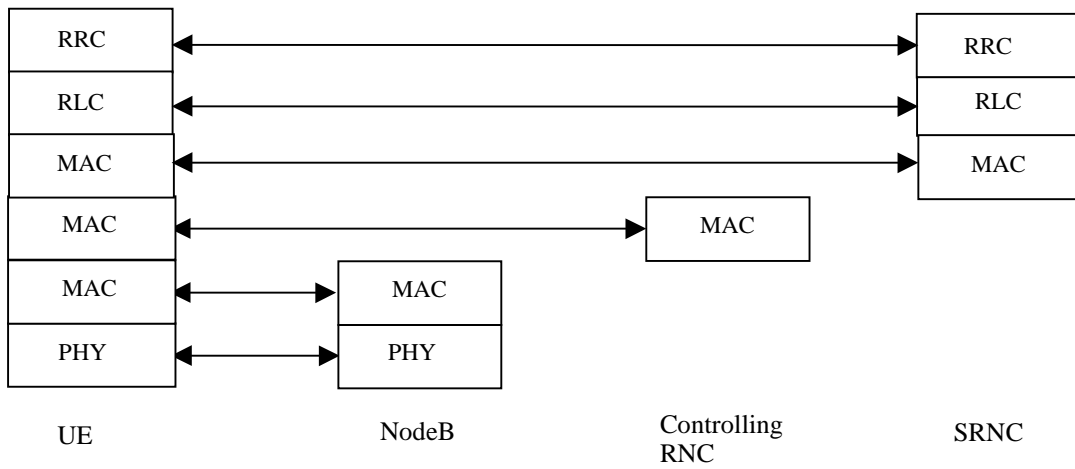 RRC
RRC
RLC
RLC
MAC
MAC
MAC
MAC
MAC
MAC
PHY
PHY
UE
NodeB
Controlling
RNC
SRNC